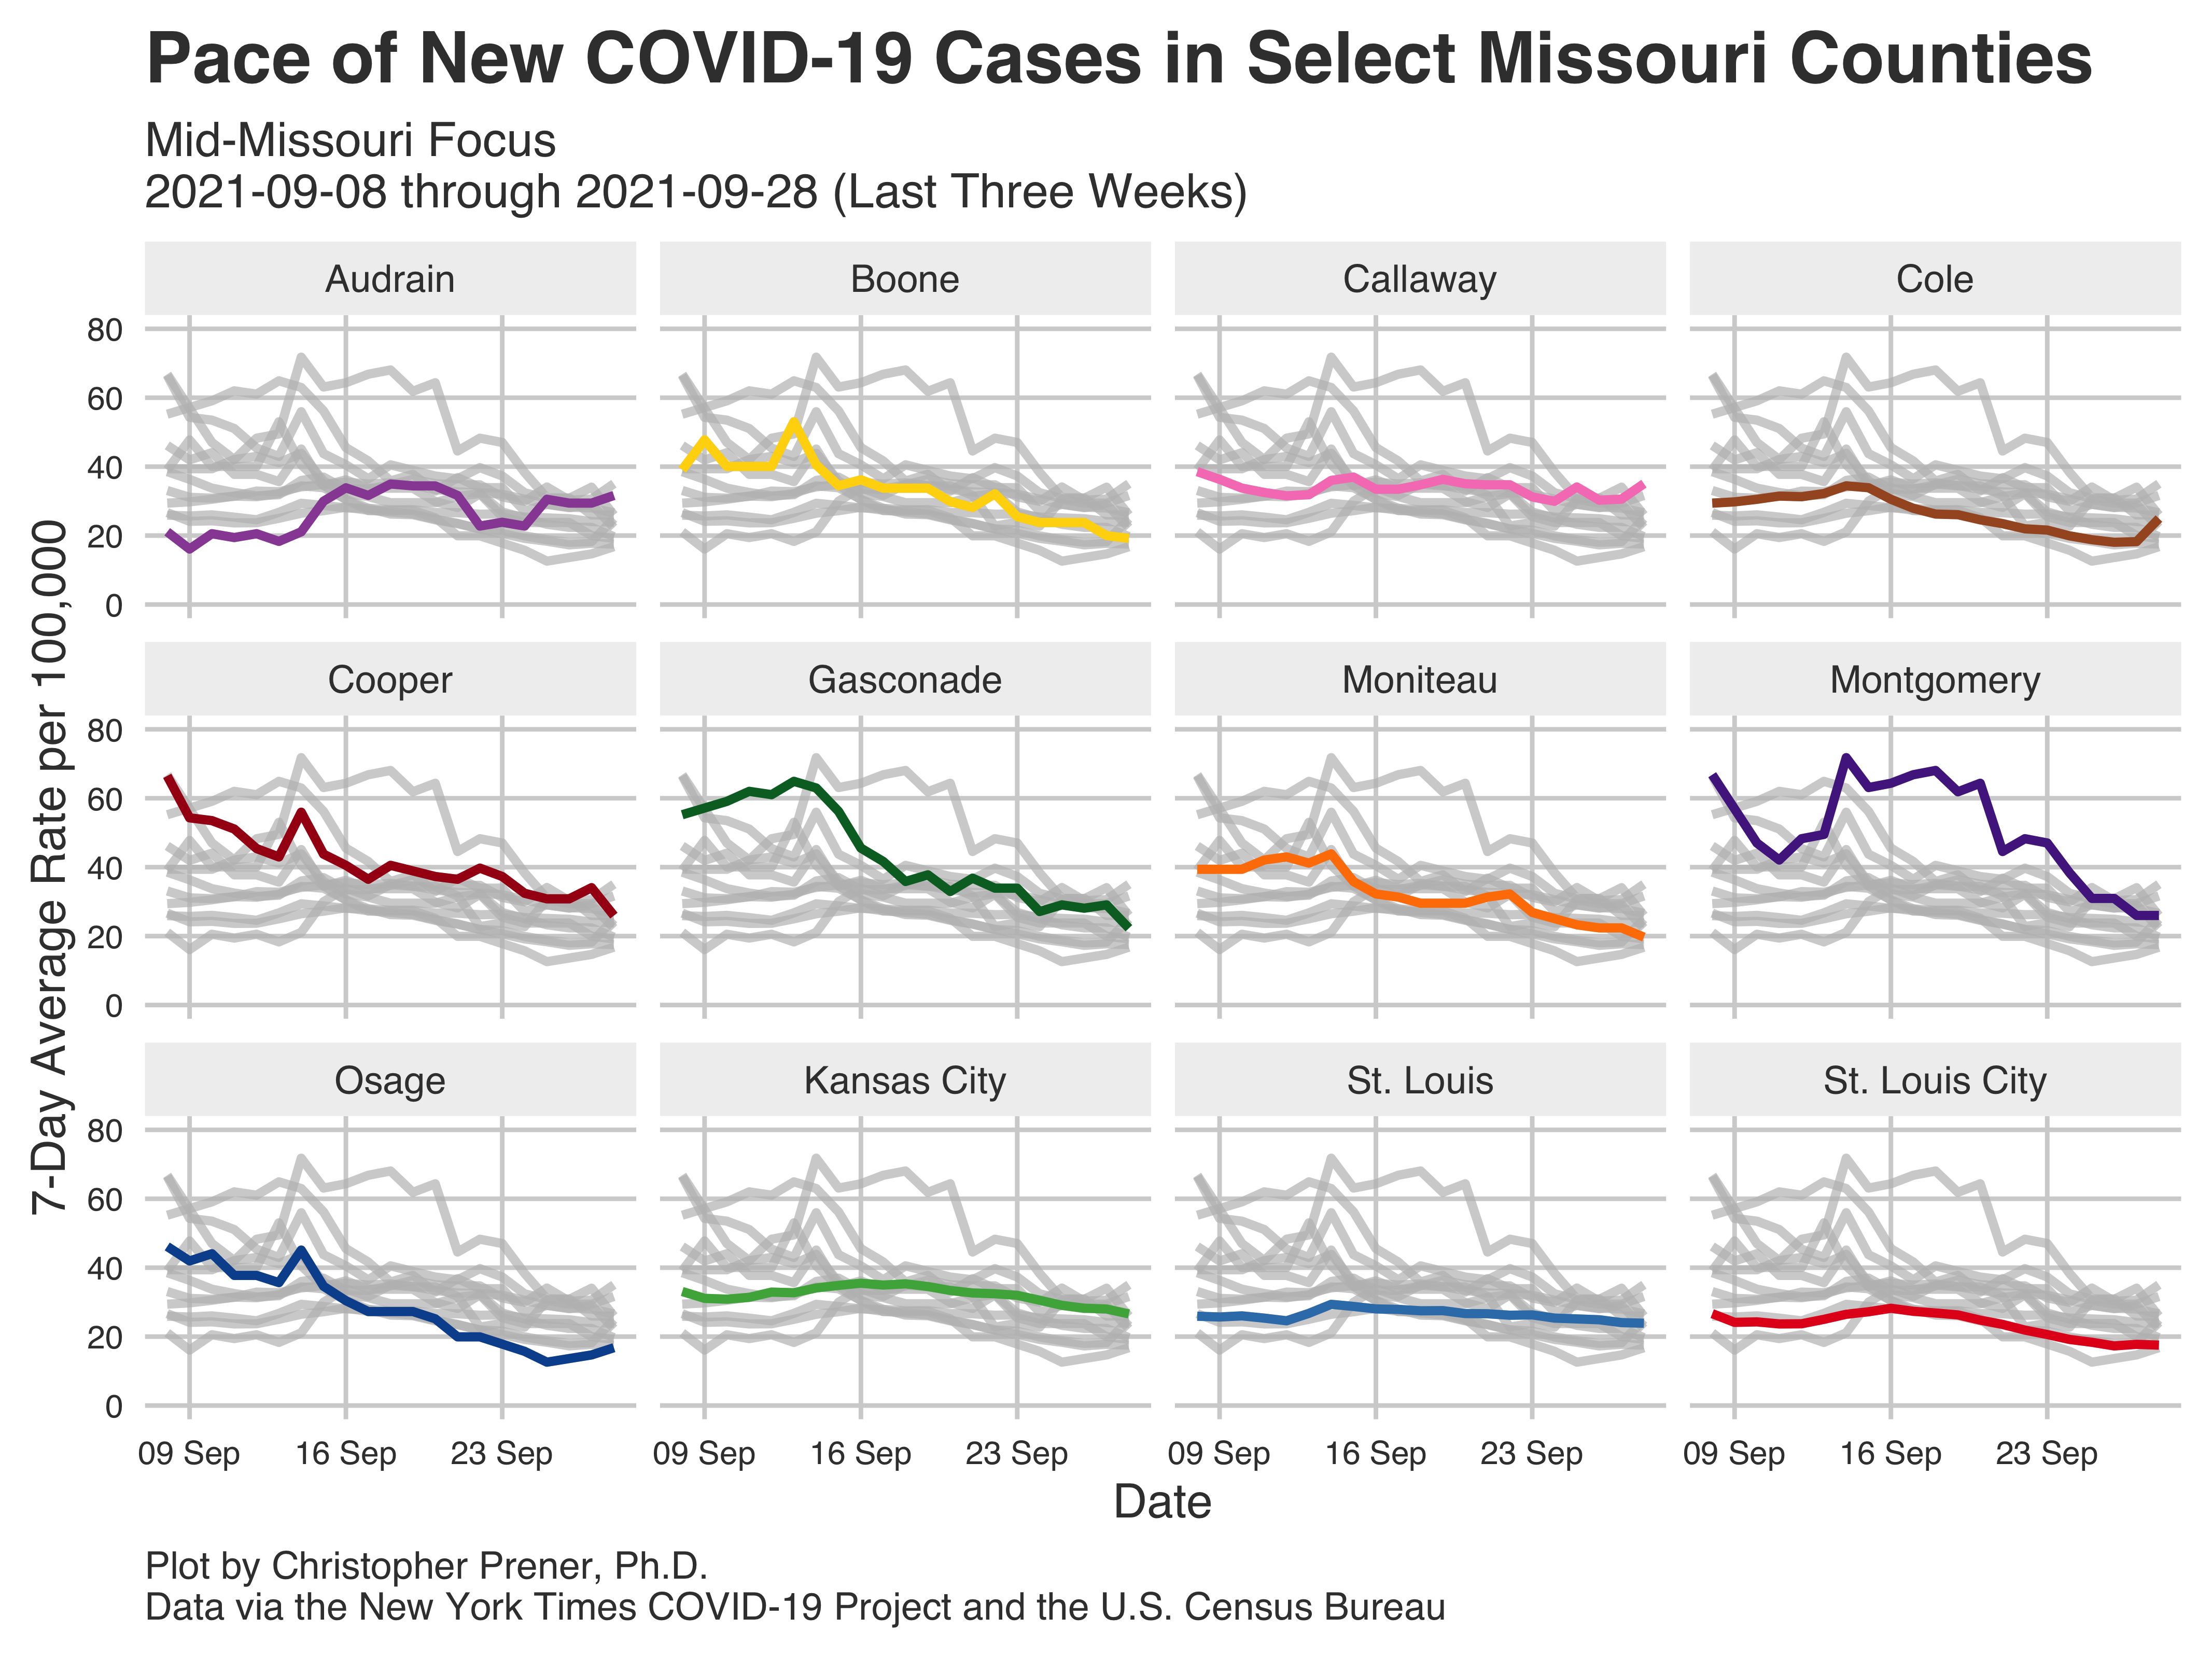 Pace of New COVID-19 Cases in Select Missouri Counties
Mid-Missouri Focus
2021-09-08 through 2021-09-28 (Last Three Weeks)
7-Day Average Rate per 100,000
Audrain
Boone
Callaway
Cole
80
60
40
20
0
Cooper
Gasconade
Moniteau
Montgomery
80
60
40
20
0
Osage
Kansas City
St. Louis
St. Louis City
80
60
40
20
0
09 Sep 16 Sep 23 Sep
09 Sep 16 Sep 23 Sep
09 Sep 16 Sep 23 Sep
09 Sep 16 Sep 23 Sep
Date
Plot by Christopher Prener, Ph.D.
Data via the New York Times COVID-19 Project and the U.S. Census Bureau